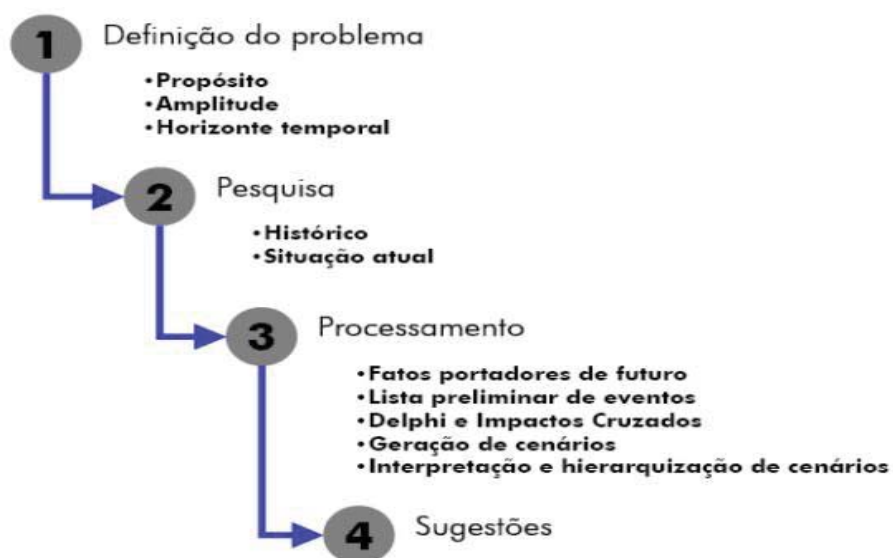 1 Definição do problema
•Propósito
•Amplitude
•Horizonte temporal
2 Pesquisa
•Histórico
•Situação atual
3 Processamento
•Fatos portadores de futuro
•Lista preliminar de eventos
•Delphi e Impactos Cruzados
•Geração de cenários
•Interpretação e hierarquização de cenários
4 Sugestões